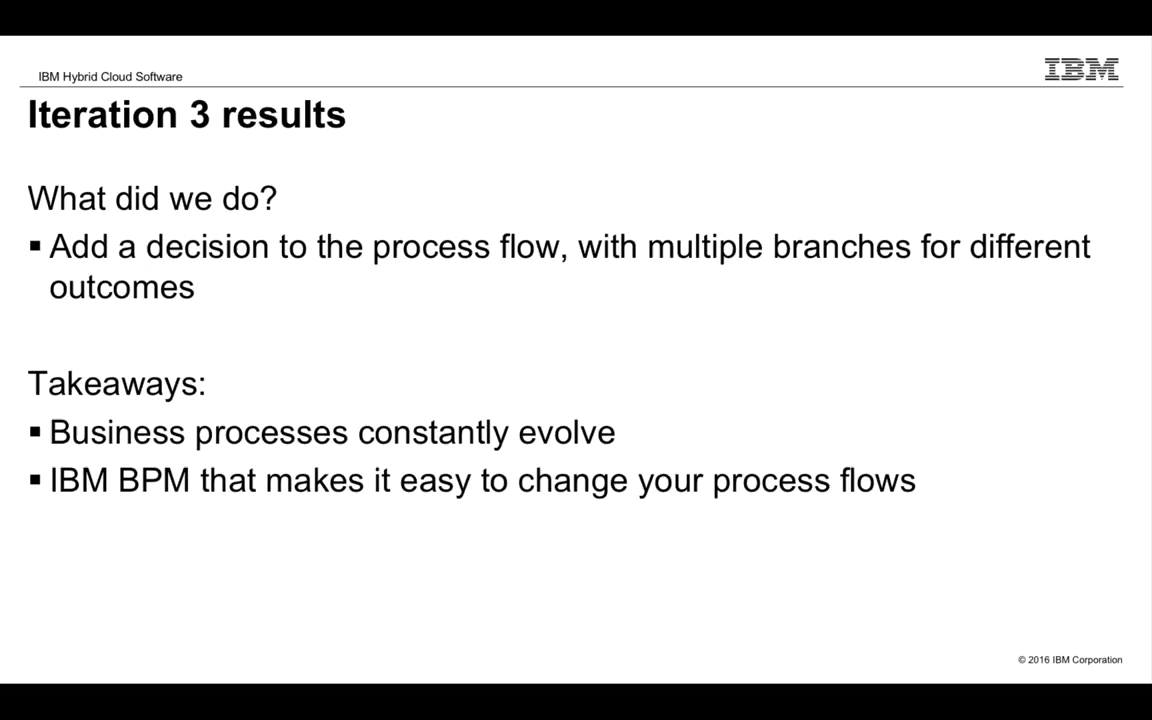 IBM Hybrid Cloud Software
IBM
Iteration 3 results
What did we do?
▪ Add a decision to the process flow, with multiple branches for different
outcomes
Takeaways:
▪ Business processes constantly evolve
▪ IBM BPM that makes it easy to change your process flows
© 2016 IBM Corporation